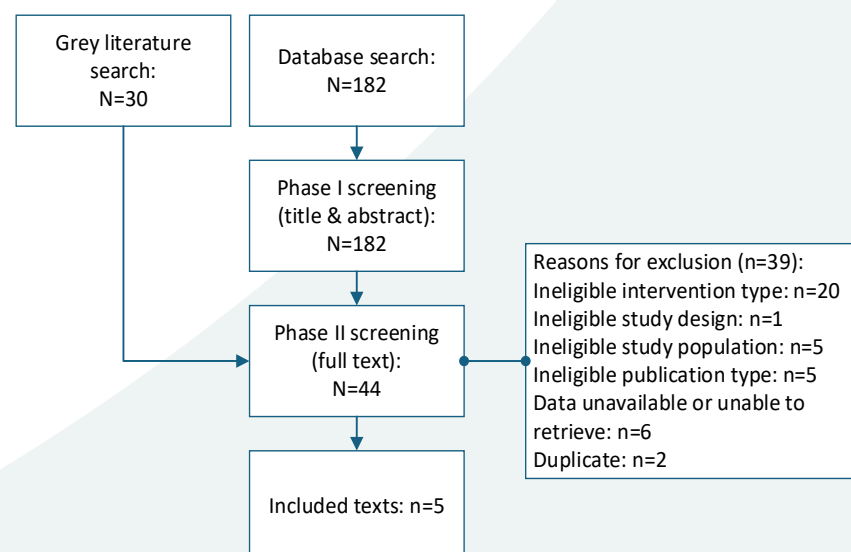 Grey literature
search:
N=30
Database search:
N=182
Phase I screening
(title & abstract):
N=182
Phase II screening
(full text):
N=44
Reasons for exclusion (n=39):
Ineligible intervention type: n=20
Ineligible study design: n=1
Ineligible study population: n=5
Ineligible publication type: n=5
Data unavailable or unable to
retrieve: n=6
Duplicate: n=2
Included texts: n=5